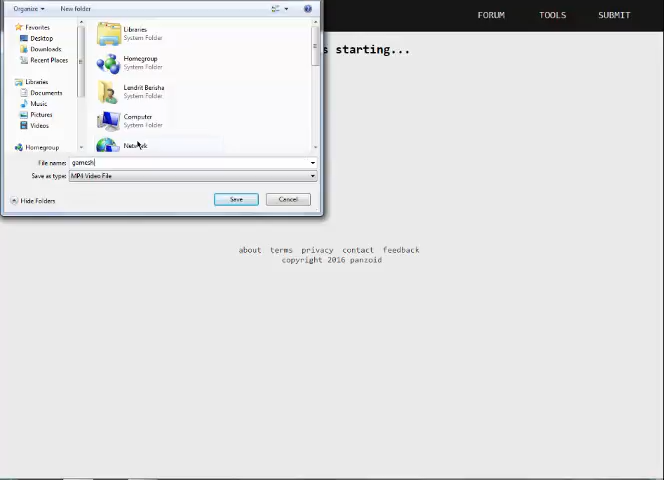 Organize
New folder
FORUM
TOOLS
SUBMIT
Favorites
Desktop
Downloads
Recent Places
Libraries
Documents
Music
Pictures
Videos
Homegroup
Libraries
System Folder
Homegroup
System Folder
Lendrit Berisha
System Folder
Computer
System Folder
Network
s starting...
File name:
gamesh
Save as type:
MP4 Video File
Hide Folders
Save
Cancel
about terms privacy contact feedback
copyright 2016 panzoid